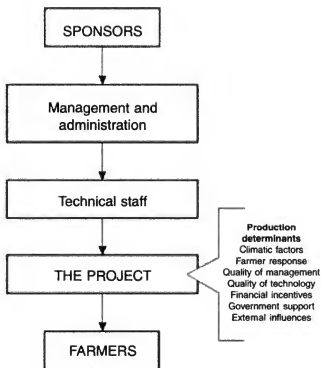 SPONSORS
Management and
administration
Technical staff
THE PROJECT
Production
determinants
Climatic factors
Farmer response
Quality of management
Quality of technology
Financial incentives
Government support
External influences
FARMERS